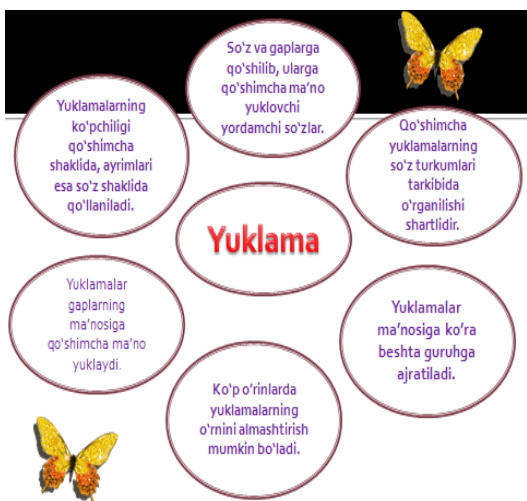 So‘z va gaplarga
qo‘shilib, ularga
qo‘shimcha ma’no
yuklovchi
yordamchi so‘zlar.
Yuklamalarning
ko‘pchiligi
qo‘shimcha
shaklida, ayrimlari
esa so‘z shaklida
qo‘llaniladi.
Qo‘shimcha
yuklamalarning
so‘z turkumlari
tarkibida
o‘rganilishi
shartlidir.
Yuklama
Yuklamalar
gaplarning
ma’nosiga
qo‘shimcha ma’no
yuklaydi.
Yuklamalar
ma’nosiga ko‘ra
beshta guruhga
ajratiladi.
Ko‘p o‘rinlarda
yuklamalarning
o‘rnini almashtirish
mumkin bo‘ladi.